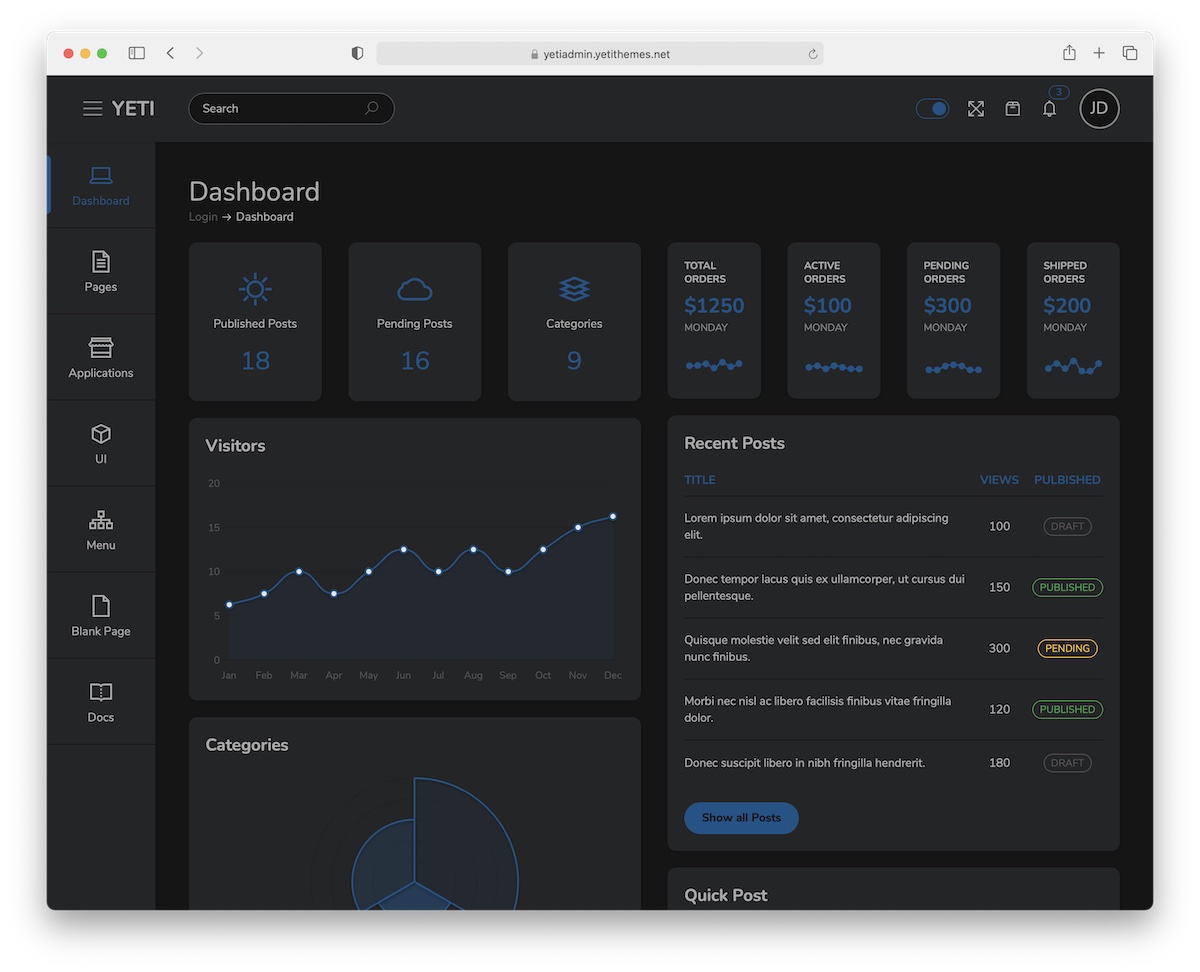 yetiadmin.yetithemes.net
YETI
Search
3
JD
Dashboard
Pages
Applications
UI
Menu
Blank Page
Docs
Dashboard
Login → Dashboard
Published Posts
18
Pending Posts
16
Categories
9
TOTAL
ORDERS
$1250
MONDAY
ACTIVE
ORDERS
$100
MONDAY
PENDING
ORDERS
$300
MONDAY
SHIPPED
ORDERS
$200
MONDAY
Visitors
20
15
10
5
0
Jan Feb Mar Apr May Jun Jul Aug Sep Oct Nov Dec
Categories
Recent Posts
TITLE VIEWS PULBISHED
Lorem ipsum dolor sit amet, consectetur adipiscing
elit.
100 DRAFT
Donec tempor lacus quis ex ullamcorper, ut cursus dui
pellentesque.
150 PUBLISHED
Quisque molestie velit sed elit finibus, nec gravida
nunc finibus.
300 PENDING
Morbi nec nisl ac libero facilisis finibus vitae fringilla
dolor.
120 PUBLISHED
Donec suscipit libero in nibh fringilla hendrerit. 180 DRAFT
Show all Posts
Quick Post